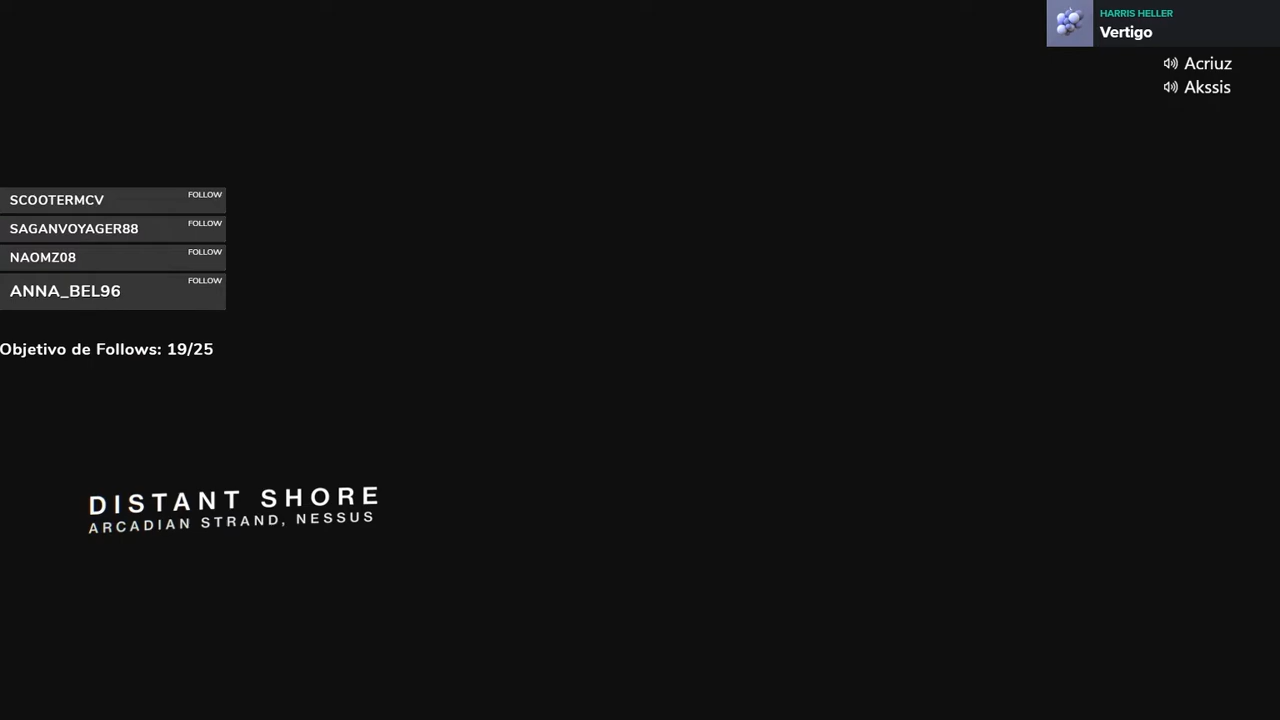 HARRIS HELLER
Vertigo
Acriuz
Akssis
SCOOTERMCV FOLLOW
SAGANVOYAGER88 FOLLOW
NAOMZ08 FOLLOW
ANNA_BEL96 FOLLOW
Objetivo de Follows: 19/25
DISTANT SHORE
ARCADIAN STRAND, NESSUS